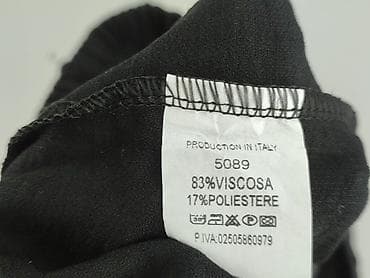 PRODUCTION IN ITALY
5089
83%VISCOSA
17%POLIESTERE
P.IVA:02505860979